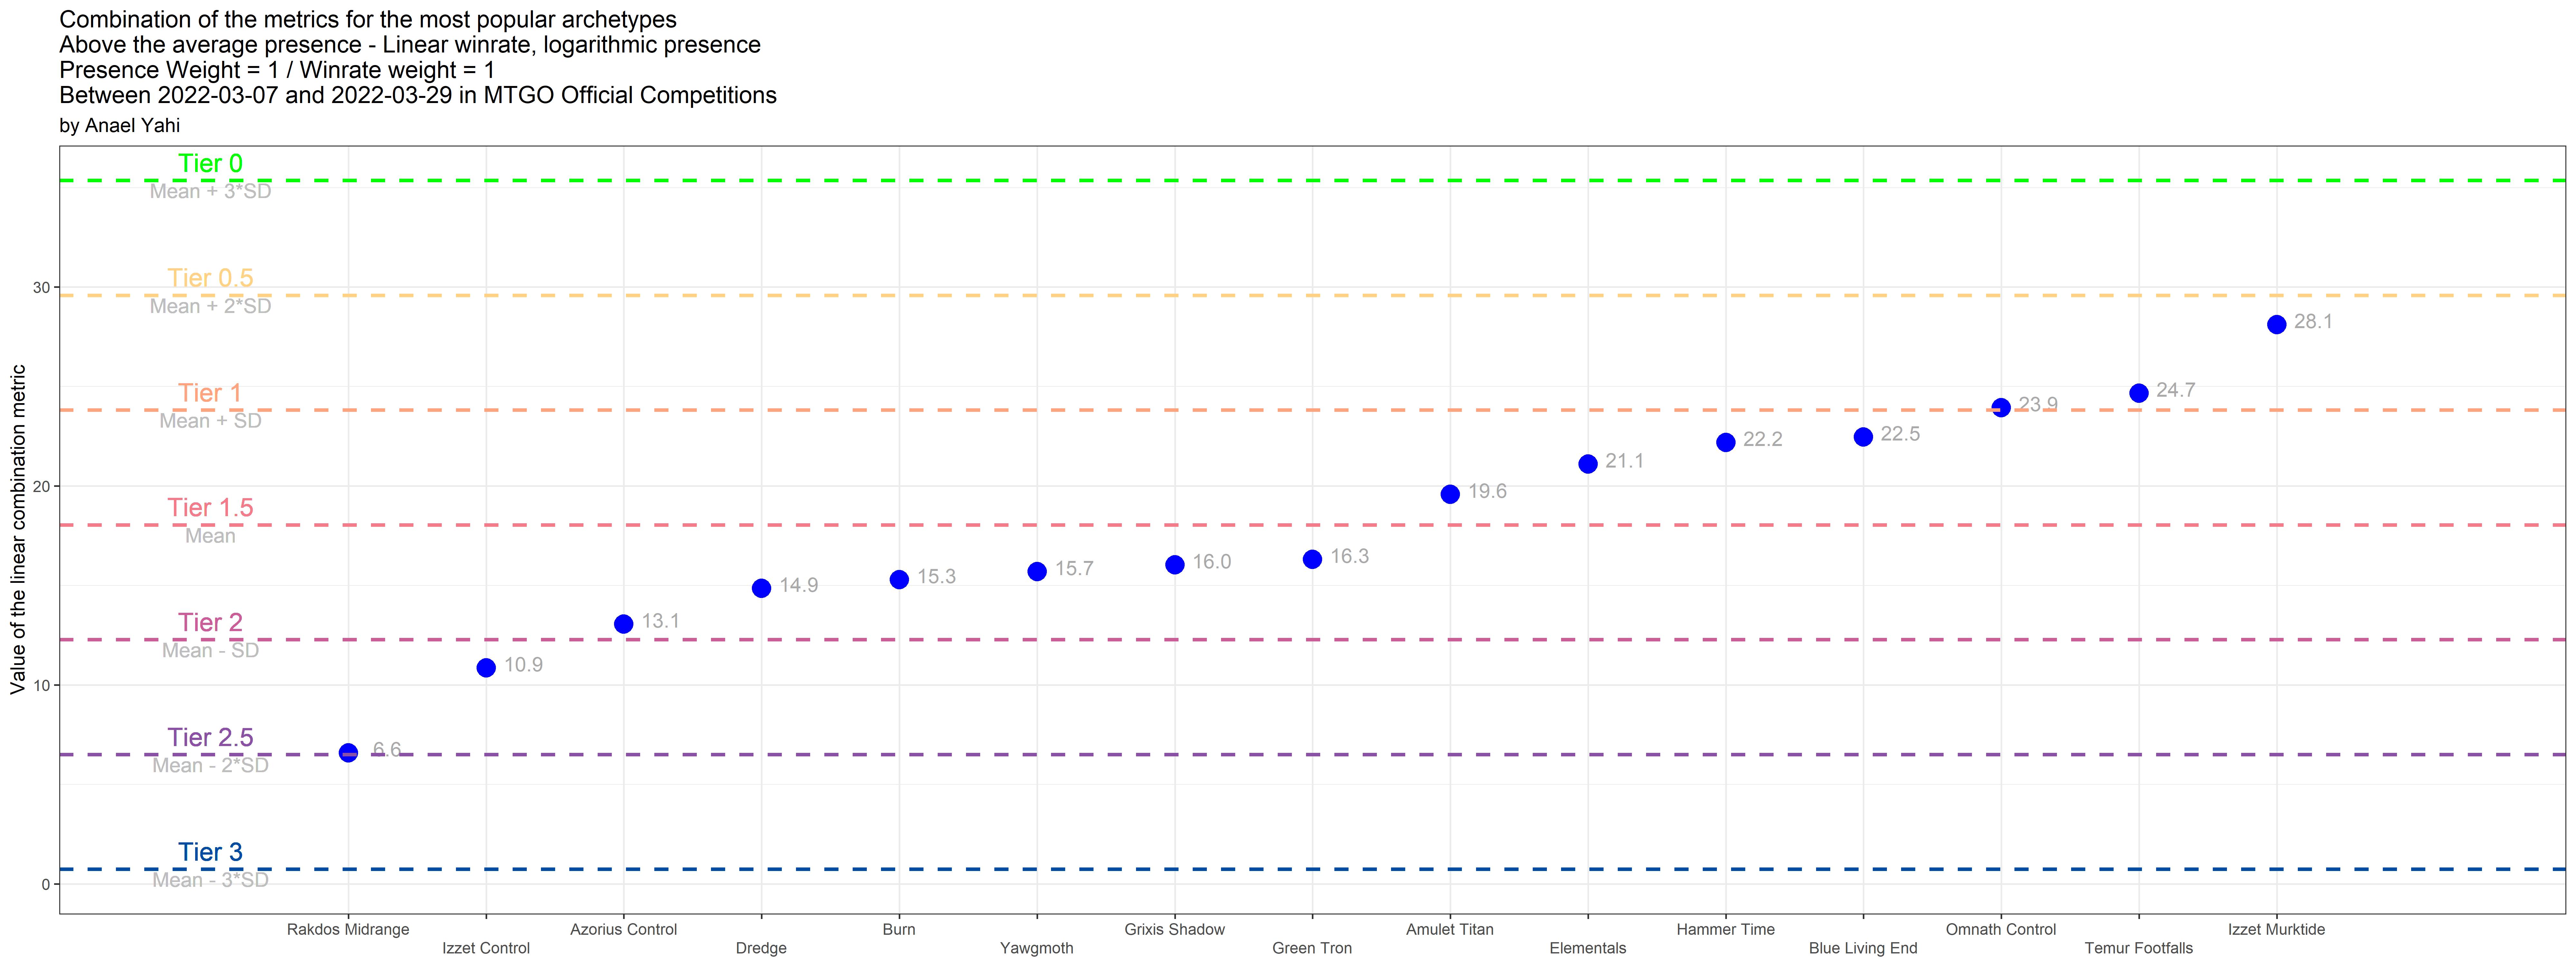 Combination of the metrics for the most popular archetypes
Above the average presence - Linear winrate, logarithmic presence
Presence Weight = 1 / Winrate weight = 1
Between 2022-03-07 and 2022-03-29 in MTGO Official Competitions
by Anael Yahi
Value of the linear combination metric
Tier 0
Mean + 3*SD
30
Tier 0.5
Mean + 2*SD
28.1
Tier 1
Mean + SD
24.7
23.9
22.5
22.2
21.1
20
19.6
Tier 1.5
Mean
16.3
16.0
15.7
15.3
14.9
13.1
Tier 2
Mean - SD
10.9
10
Tier 2.5
Mean - 2*SD
6.6
Tier 3
Mean - 3*SD
0
Rakdos Midrange
Izzet Control
Azorius Control
Dredge
Burn
Yawgmoth
Grixis Shadow
Green Tron
Amulet Titan
Elementals
Hammer Time
Blue Living End
Omnath Control
Temur Footfalls
Izzet Murktide